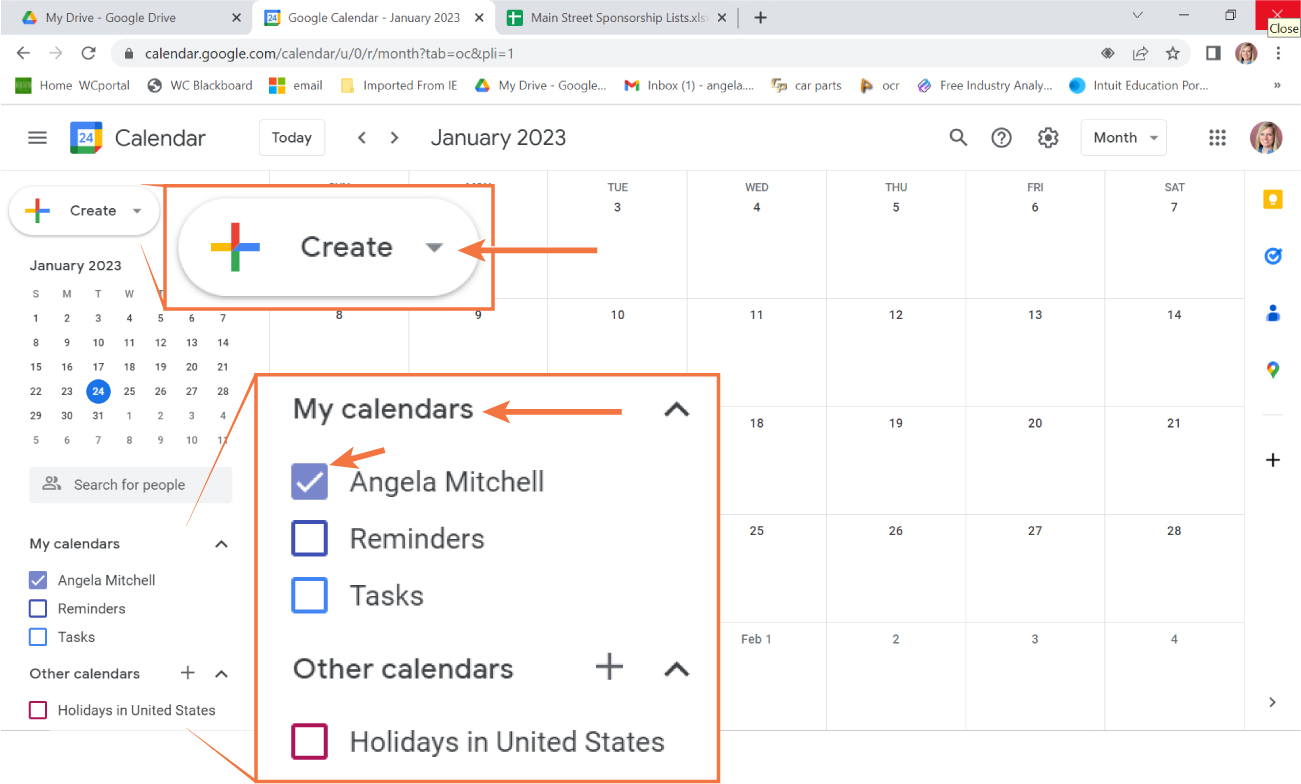 My Drive - Google Drive
Google Calendar - January 2023
Main Street Sponsorship Lists.xls
Close
calendar.google.com/calendar/u/0/r/month?tab=oc&pli=1
Home WCportal
WC Blackboard
email
Imported From IE
My Drive - Google...
Inbox (1) - angela....
car parts
ocr
Free Industry Analy...
Intuit Education Por...
»
24
Calendar
Today
January 2023
Month
Create
Create
TUE WED THU FRI SAT
3 4 5 6 7
January 2023
S M T W
1 2 3 4 5 6 7
8 9 10 11 12 13 14
15 16 17 18 19 20 21
22 23 24 25 26 27 28
29 30 31 1 2 3 4
5 6 7 8 9 10 11
8 9 10 11 12 13 14
18 19 20 21
25 26 27 28
Feb 1 2 3 4
Search for people
My calendars
Angela Mitchell
Reminders
Tasks
Other calendars
Holidays in United States
My calendars
Angela Mitchell
Reminders
Tasks
Other calendars
Holidays in United States